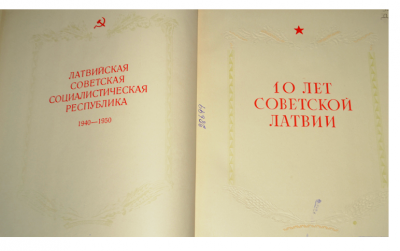 ЛАТВИЙСКАЯ
СОВЕТСКАЯ
СОЦИАЛИСТИЧЕСКАЯ
РЕСПУБЛИКА
1940—1950
10 ЛЕТ
СОВЕТСКОЙ
ЛАТВИИ